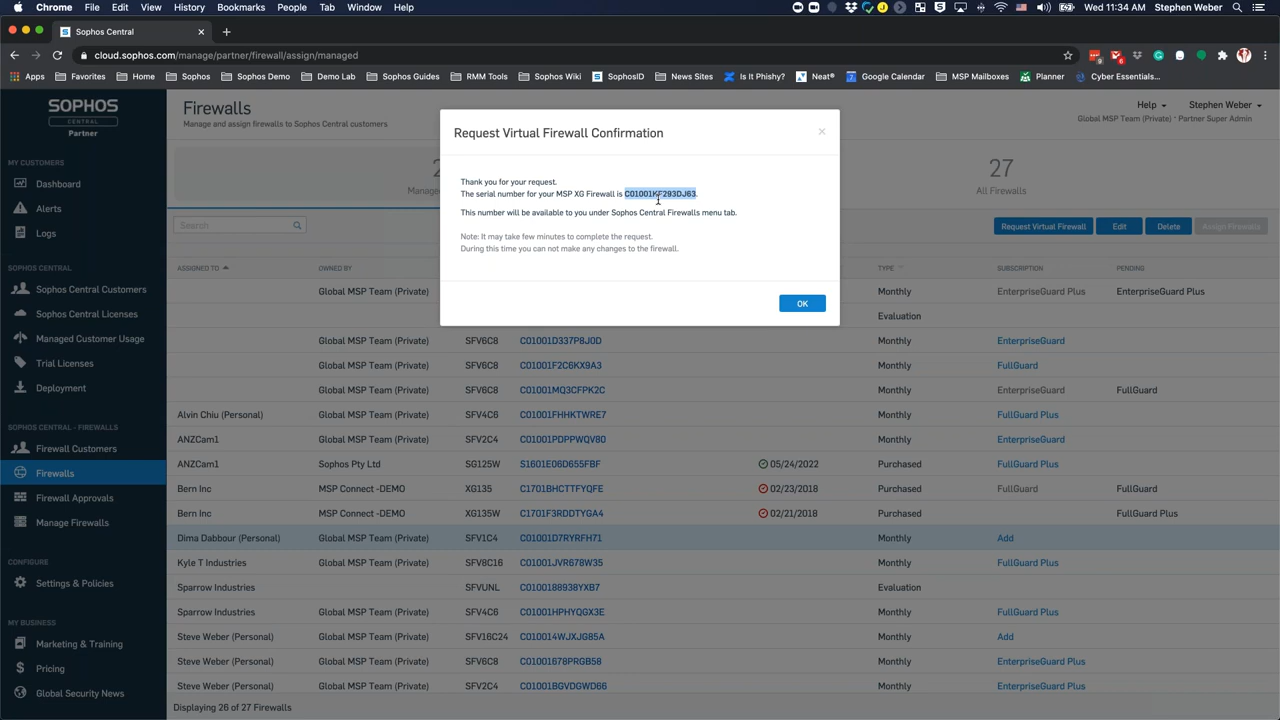 Chrome File Edit View History Bookmarks People Tab Window Help Wed 11:34 AM Stephen Weber
Sophos Central
cloud.sophos.com/manage/partner/firewall/assign/managed
Apps Favorites Home Sophos Sophos Demo Demo Lab Sophos Guides RMM Tools Sophos Wiki SophosID News Sites Is It Phishy? Neat® Google Calendar MSP Mailboxes Planner Cyber Essentials...
SOPHOS
CENTRAL
Partner
Firewalls
Manage and assign firewalls to Sophos Central customers
Help Stephen Weber
Global MSP Team (Private) • Partner Super Admin
MY CUSTOMERS
Dashboard
Alerts
Logs
SOPHOS CENTRAL
Sophos Central Customers
Sophos Central Licenses
Managed Customer Usage
Trial Licenses
Deployment
SOPHOS CENTRAL - FIREWALLS
Firewall Customers
Firewalls
Firewall Approvals
Manage Firewalls
CONFIGURE
Settings & Policies
MY BUSINESS
Marketing & Training
Pricing
Global Security News
Request Virtual Firewall Confirmation
Thank you for your request.
The serial number for your MSP XG Firewall is C01001KF293DJ63.
This number will be available to you under Sophos Central Firewalls menu tab.
Note: It may take few minutes to complete the request.
During this time you can not make any changes to the firewall.
OK
27
All Firewalls
Search
Request Virtual Firewall Edit Delete Assign Firewalls
ASSIGNED TO OWNED BY TYPE SUBSCRIPTION PENDING
Global MSP Team (Private) Monthly EnterpriseGuard Plus EnterpriseGuard Plus
Evaluation
Global MSP Team (Private) SFV6C8 C01001D337P8J0D Monthly EnterpriseGuard
Global MSP Team (Private) SFV6C8 C01001F2C6KX9A3 Monthly FullGuard
Global MSP Team (Private) SFV6C8 C01001MQ3CFPK2C Monthly EnterpriseGuard FullGuard
Alvin Chiu (Personal) Global MSP Team (Private) SFV4C6 C01001FHHKTWRE7 Monthly FullGuard Plus
ANZCam1 Global MSP Team (Private) SFV2C4 C01001PDPPWQV80 Monthly EnterpriseGuard
ANZCam1 Sophos Pty Ltd SG125W S1601E06D655FBF 05/24/2022 Purchased FullGuard Plus
Bern Inc MSP Connect -DEMO XG135 C1701BHCTTFYQFE 02/23/2018 Purchased FullGuard FullGuard
Bern Inc MSP Connect -DEMO XG135W C1701F3RDDTYGA4 02/21/2018 Purchased FullGuard Plus
Dima Dabbour (Personal) Global MSP Team (Private) SFV1C4 C01001D7RYRFH71 Monthly Add
Kyle T Industries Global MSP Team (Private) SFV8C16 C01001JVR678W35 Monthly FullGuard Plus
Sparrow Industries Global MSP Team (Private) SFVUNL C0100188938YXB7 Evaluation
Sparrow Industries Global MSP Team (Private) SFV4C6 C01001HPHYQGX3E Monthly FullGuard Plus
Steve Weber (Personal) Global MSP Team (Private) SFV16C24 C010014WJXJG85A Monthly Add
Steve Weber (Personal) Global MSP Team (Private) SFV6C8 C01001678PRGB58 Monthly EnterpriseGuard Plus
Steve Weber (Personal) Global MSP Team (Private) SFV2C4 C01001BGVDGWD66 Monthly EnterpriseGuard Plus
Displaying 26 of 27 Firewalls